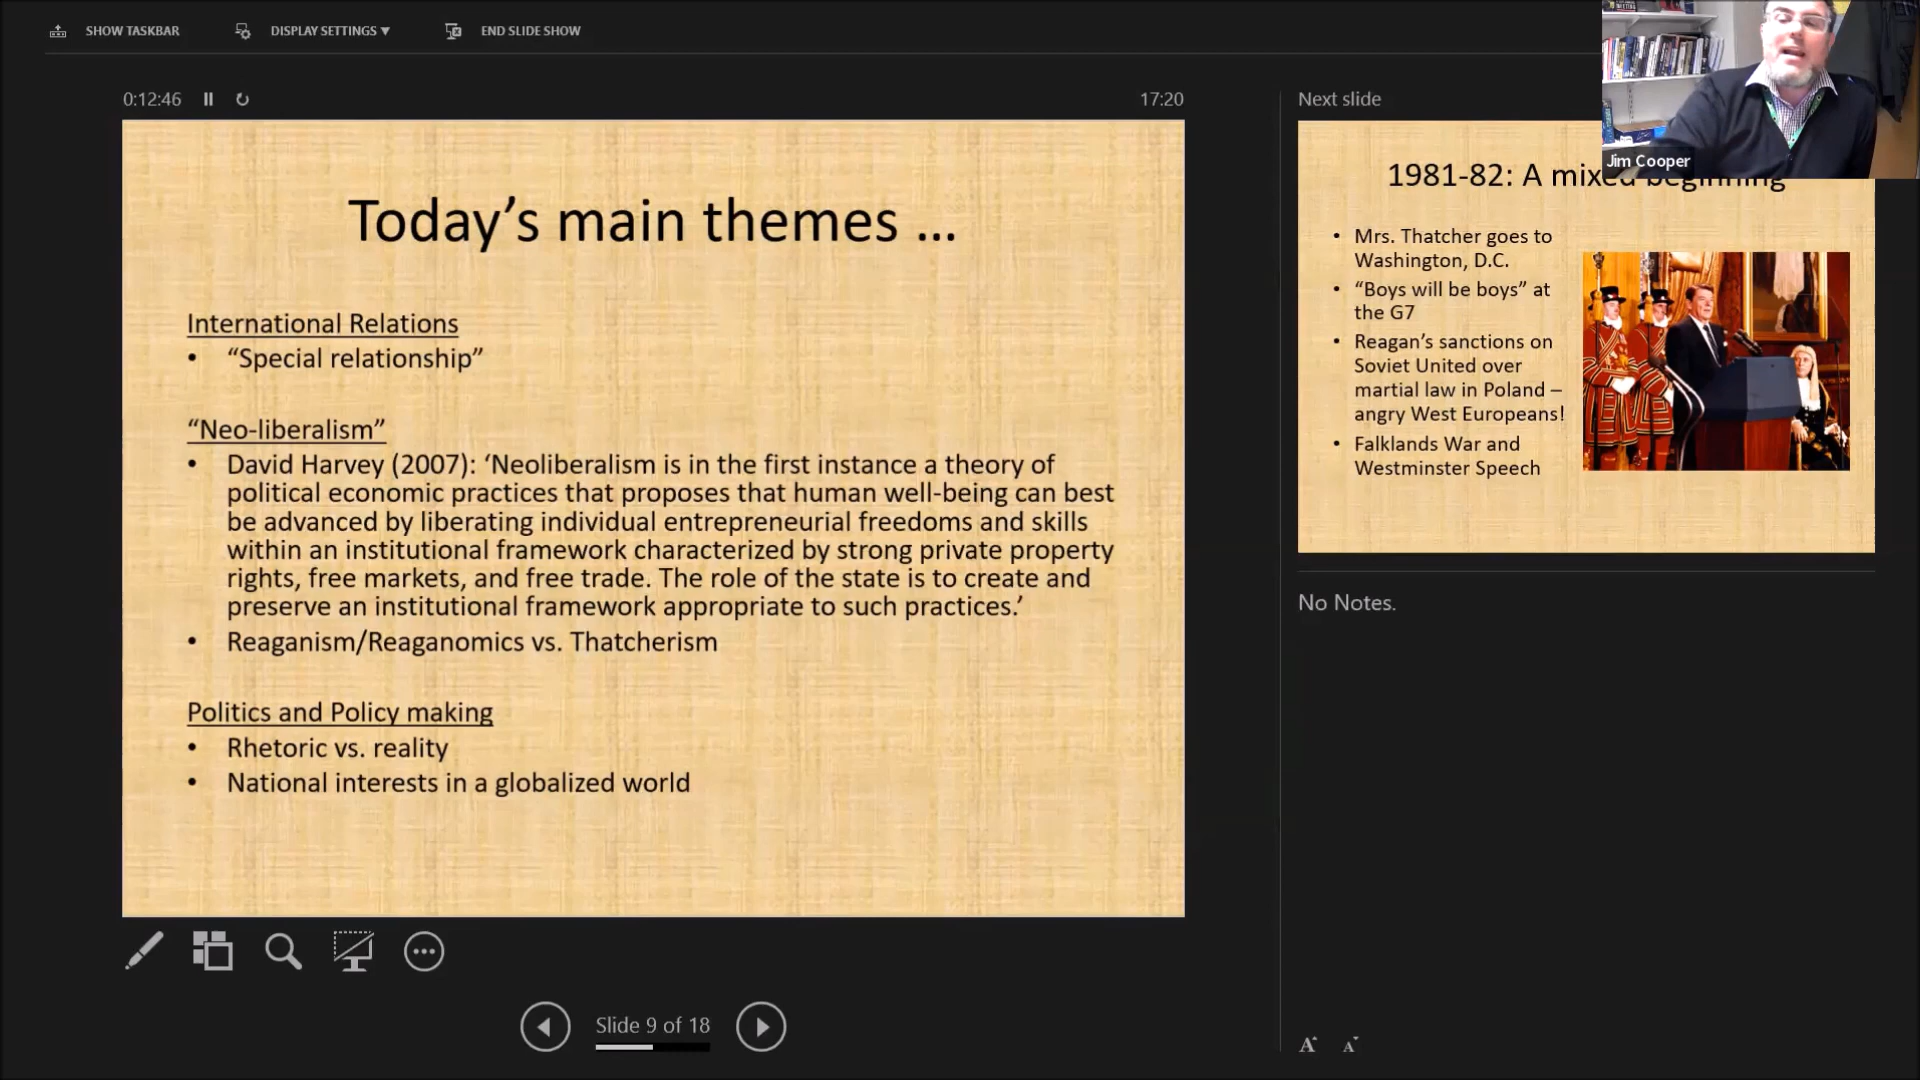 SHOW TASKBAR
DISPLAY SETTINGS ▼
END SLIDE SHOW
0:12:46
17:20
Today’s main themes ...
International Relations
• “Special relationship”
“Neo-liberalism”
• David Harvey (2007): ‘Neoliberalism is in the first instance a theory of
political economic practices that proposes that human well-being can best
be advanced by liberating individual entrepreneurial freedoms and skills
within an institutional framework characterized by strong private property
rights, free markets, and free trade. The role of the state is to create and
preserve an institutional framework appropriate to such practices.’
• Reaganism/Reaganomics vs. Thatcherism
Politics and Policy making
• Rhetoric vs. reality
• National interests in a globalized world
Slide 9 of 18
Next slide
Jim Cooper
1981-82: A mixed beginning
• Mrs. Thatcher goes to
Washington, D.C.
• “Boys will be boys” at
the G7
• Reagan’s sanctions on
Soviet United over
martial law in Poland –
angry West Europeans!
• Falklands War and
Westminster Speech
No Notes.
A A